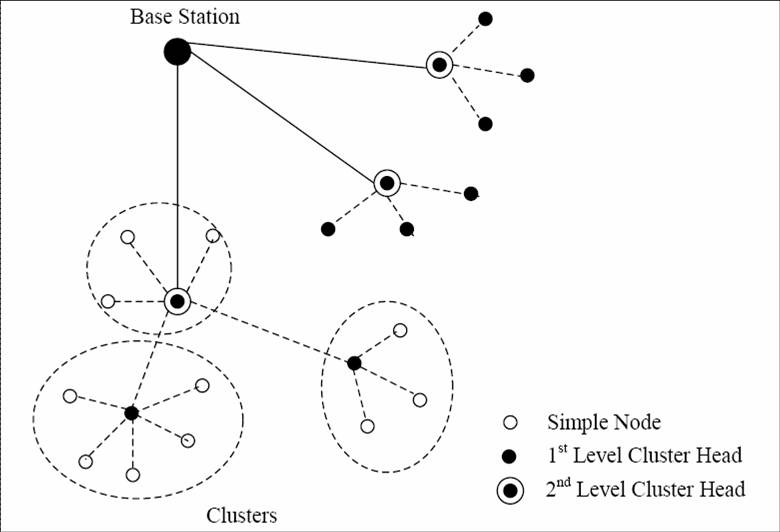 Base Station
Simple Node
1st Level Cluster Head
2nd Level Cluster Head
Clusters